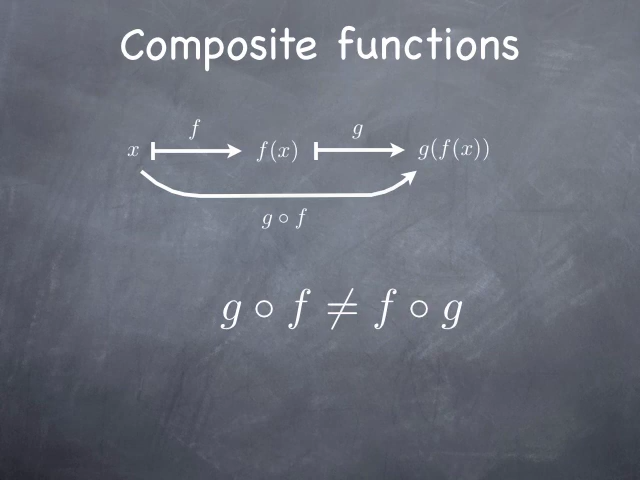 Composite functions
f g
x f(x) g(f(x))
g ∘ f
g ∘ f ≠ f ∘ g